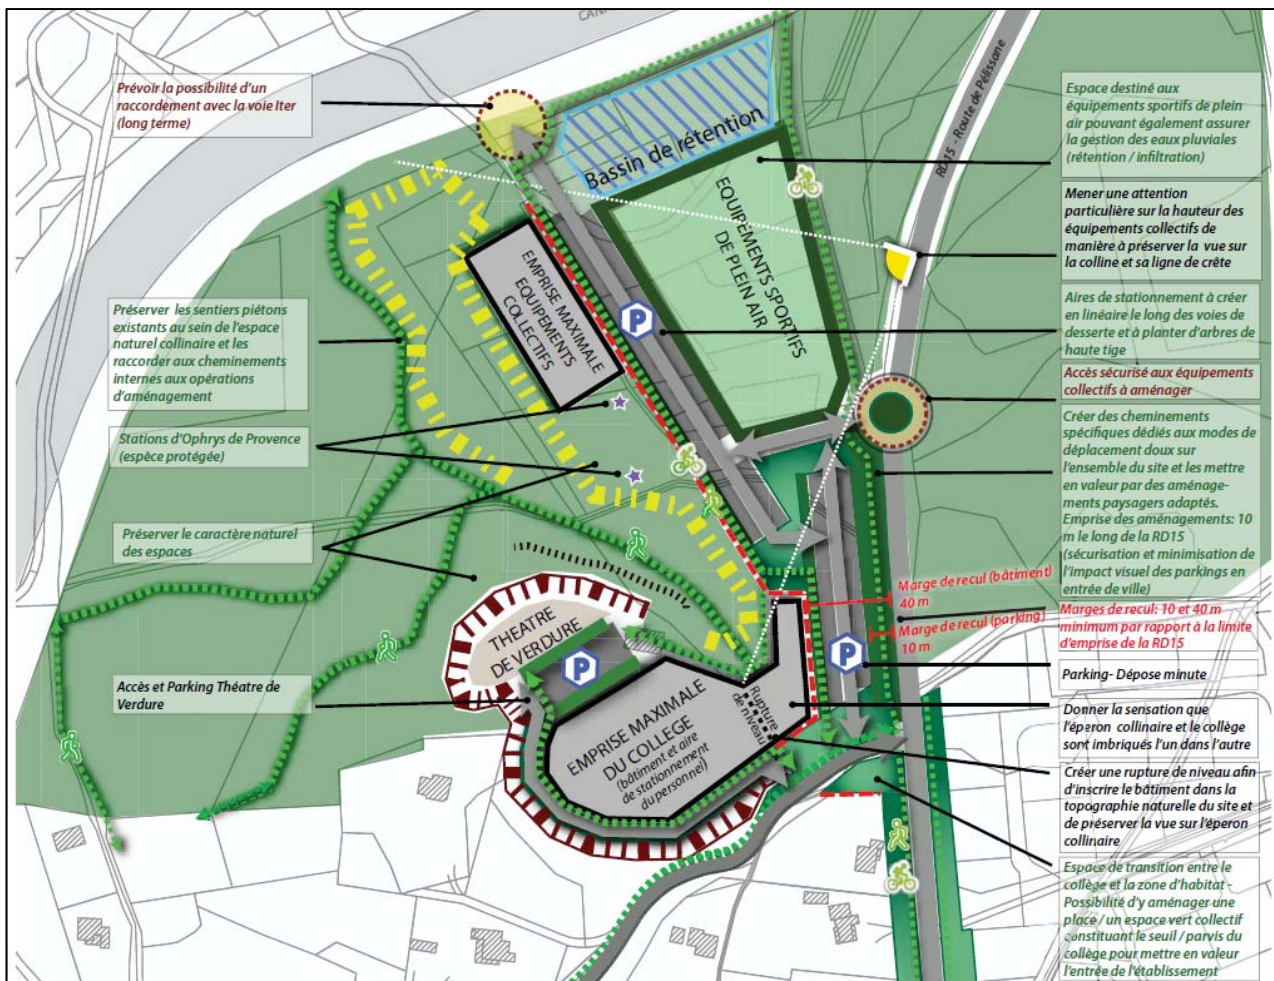 CAN
Prévoir la possibilité d'un
raccordement avec la voie Iter
(long terme)
Préserver les sentiers piétons
existants au sein de l'espace
naturel collinaire et les
raccorder aux cheminements
internes aux opérations
d'aménagement
Stations d'Ophrys de Provence
(espèce protégée)
Préserver le caractère naturel
des espaces
Accès et Parking Théatre de
Verdure
Bassin de rétention
EQUIPEMENTS SPORTIFS
DE PLEIN AIR
EMPRISE MAXIMALE
EQUIPEMENTS
COLLECTIFS
P
THEATRE
DE VERDURE
P
EMPRISE MAXIMALE
DU COLLEGE
(bâtiment et aire
de stationnement
du personnel)
Rupture
de niveau
P
RD15 - Route de Pélissane
Marge de recul (bâtiment)
40 m
Marge de recul (parking)
10 m
Espace destiné aux
équipements sportifs de plein
air pouvant également assurer
la gestion des eaux pluviales
(rétention / infiltration)
Mener une attention
particulière sur la hauteur des
équipements collectifs de
manière à préserver la vue sur
la colline et sa ligne de crête
Aires de stationnement à créer
en linéaire le long des voies de
desserte et à planter d'arbres de
haute tige
Accès sécurisé aux équipements
collectifs à aménager
Créer des cheminements
spécifiques dédiés aux modes de
déplacement doux sur
l'ensemble du site et les mettre
en valeur par des aménage-
ments paysagers adaptés.
Emprise des aménagements: 10
m le long de la RD15
(sécurisation et minimisation de
l'impact visuel des parkings en
entrée de ville)
Marges de recul: 10 et 40 m
minimum par rapport à la limite
d'emprise de la RD15
Parking- Dépose minute
Donner la sensation que
l'éperon collinaire et le collège
sont imbriqués l'un dans l'autre
Créer une rupture de niveau afin
d'inscrire le bâtiment dans la
topographie naturelle du site et
de préserver la vue sur l'éperon
collinaire
Espace de transition entre le
collège et la zone d'habitat -
Possibilité d'y aménager une
place / un espace vert collectif
constituant le seuil / parvis du
collège pour mettre en valeur
l'entrée de l'établissement